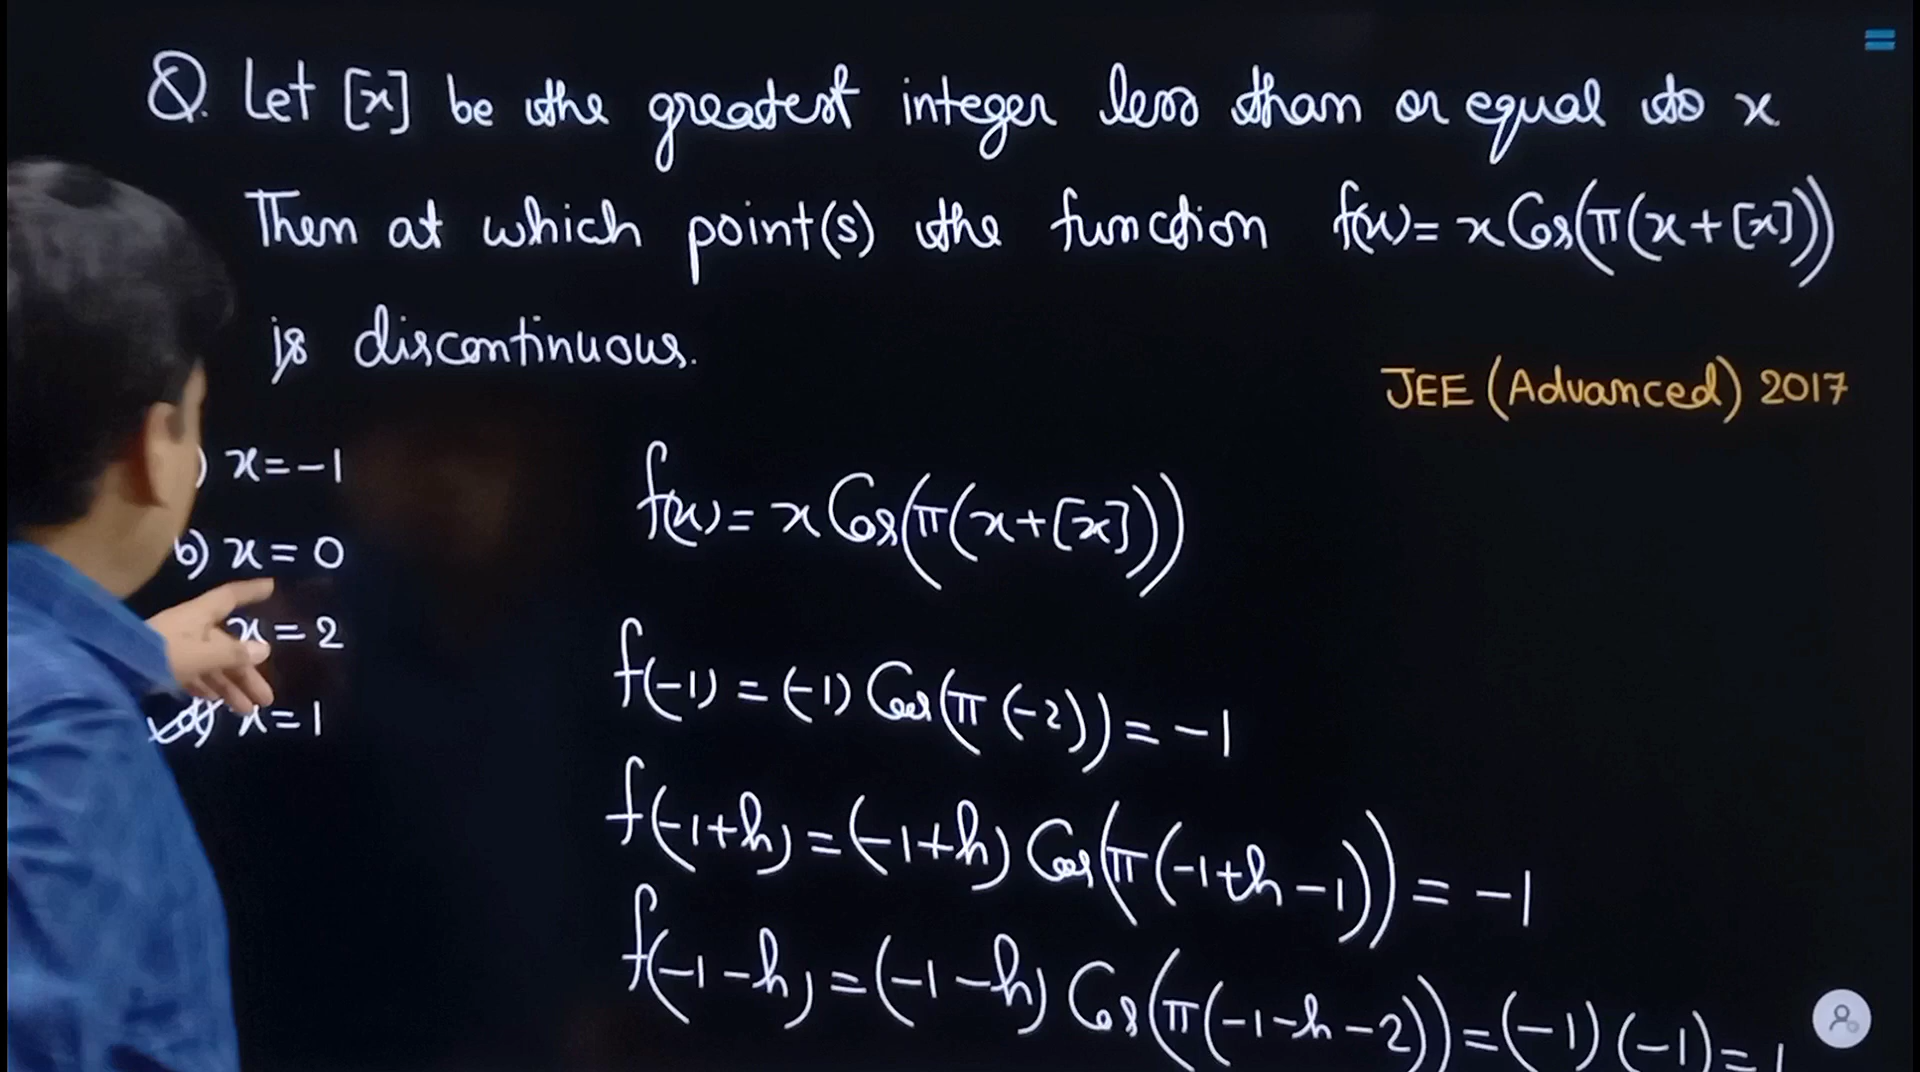 Q. Let [x] be the greatest integer less than or equal to x
Then at which point(s) the function f(x) = x Cos(π(x+[x]))
is discontinuous.
JEE (Advanced) 2017
) x = -1
b) x = 0
x = 2
d) x = 1
f(x) = x Cos(π(x+[x]))
f(-1) = (-1) Cos(π(-2)) = -1
f(-1+h) = (-1+h) Cos(π(-1+h-1)) = -1
f(-1-h) = (-1-h) Cos(π(-1-h-2)) = (-1)(-1) = 1